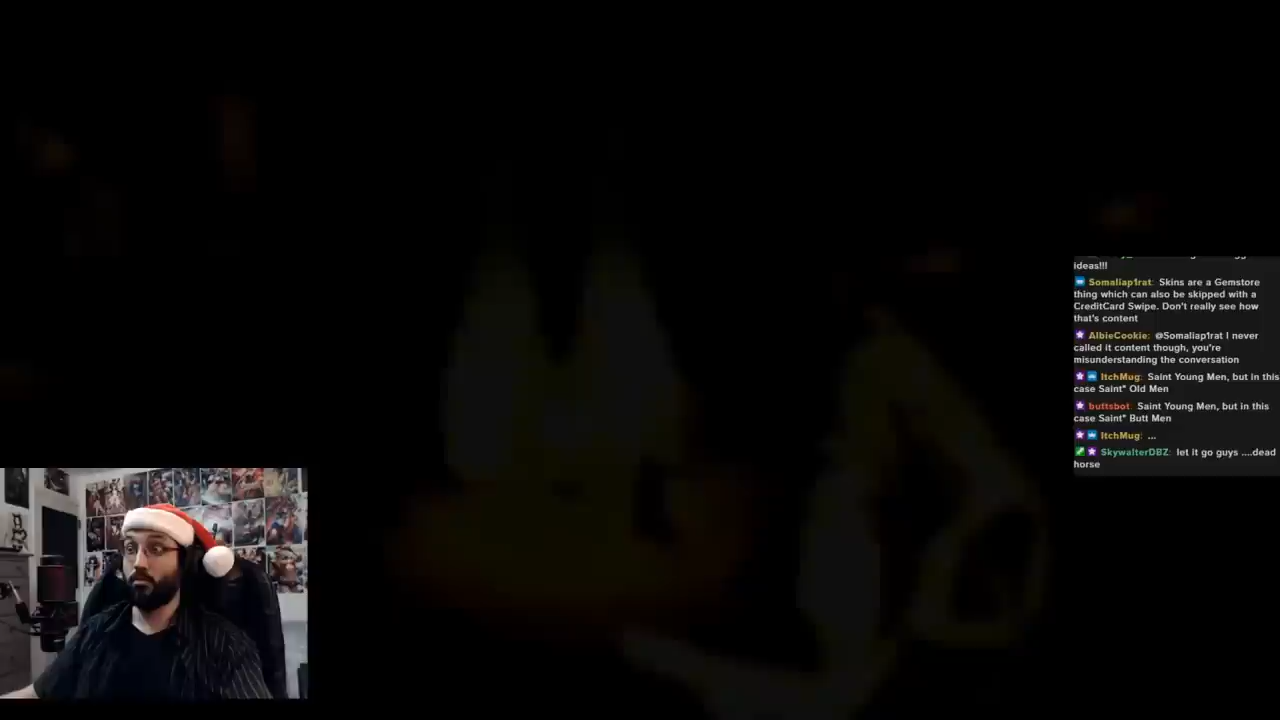 ideas!!!
Somaliap1rat: Skins are a Gemstore
thing which can also be skipped with a
CreditCard Swipe. Don't really see how
that's content
AlbieCookie: @Somaliap1rat I never
called it content though, you're
misunderstanding the conversation
ItchMug: Saint Young Men, but in this
case Saint* Old Men
buttsbot: Saint Young Men, but in this
case Saint* Butt Men
ItchMug: ...
SkywalterDBZ: let it go guys ....dead
horse